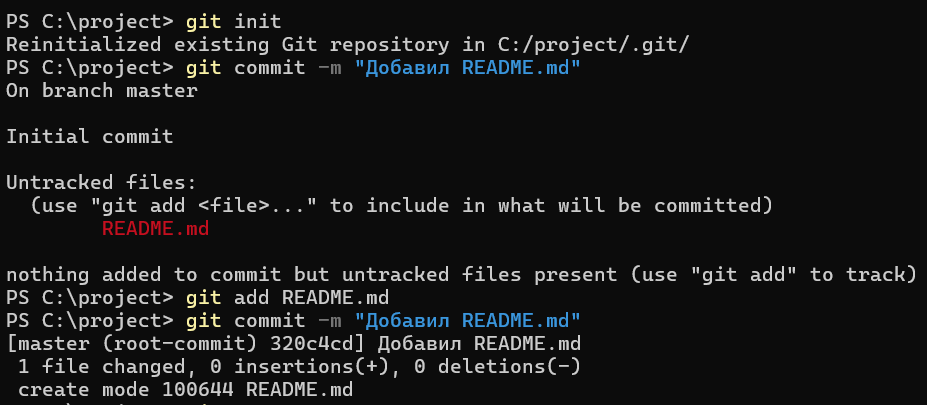 PS C:\project> git init
Reinitialized existing Git repository in C:/project/.git/
PS C:\project> git commit -m "Добавил README.md"
On branch master
Initial commit
Untracked files:
(use "git add <file>..." to include in what will be committed)
README.md
nothing added to commit but untracked files present (use "git add" to track)
PS C:\project> git add README.md
PS C:\project> git commit -m "Добавил README.md"
[master (root-commit) 320c4cd] Добавил README.md
1 file changed, 0 insertions(+), 0 deletions(-)
create mode 100644 README.md